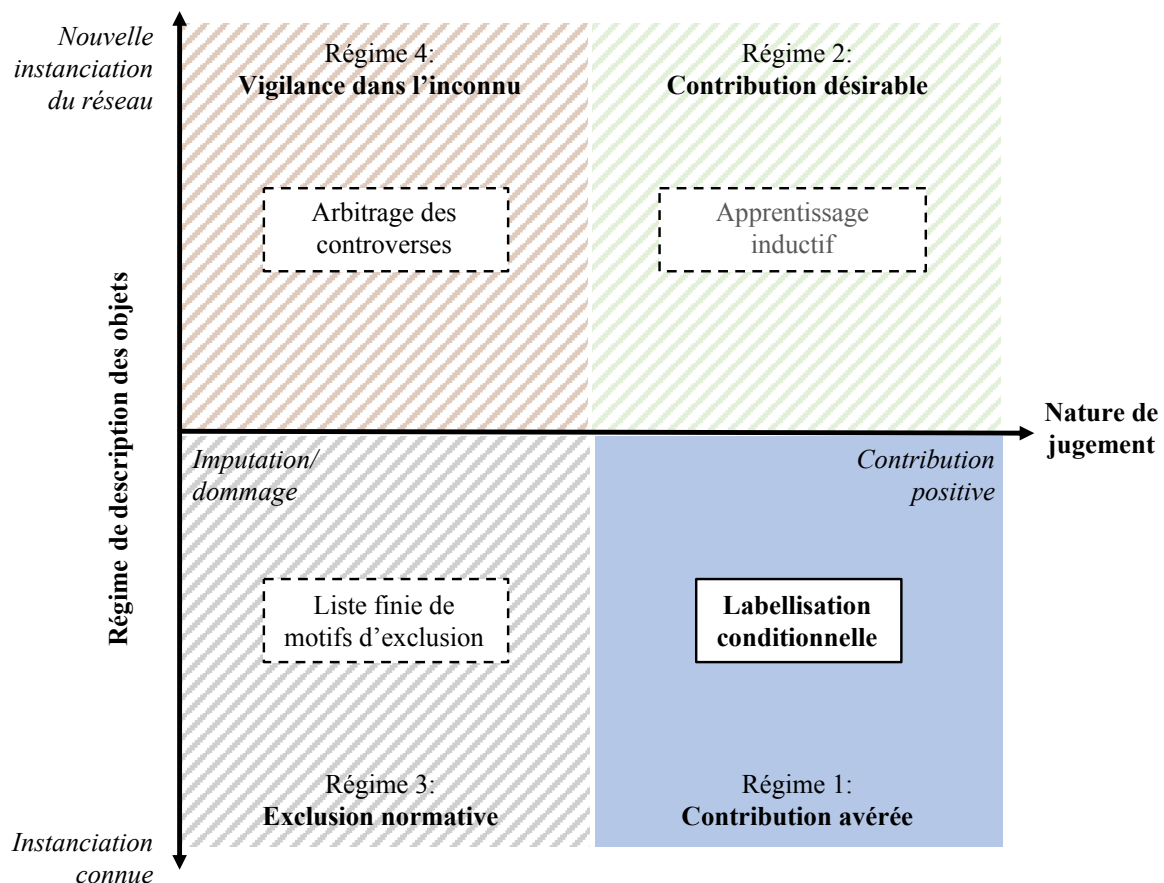 Nouvelle
instanciation
du réseau
Régime 4:
Vigilance dans l'inconnu
Régime 2:
Contribution désirable
Arbitrage des
controverses
Apprentissage
inductif
Régime de description des objets
Nature de
jugement
Imputation/
dommage
Contribution
positive
Liste finie de
motifs d'exclusion
Labellisation
conditionnelle
Régime 3:
Exclusion normative
Régime 1:
Contribution avérée
Instanciation
connue